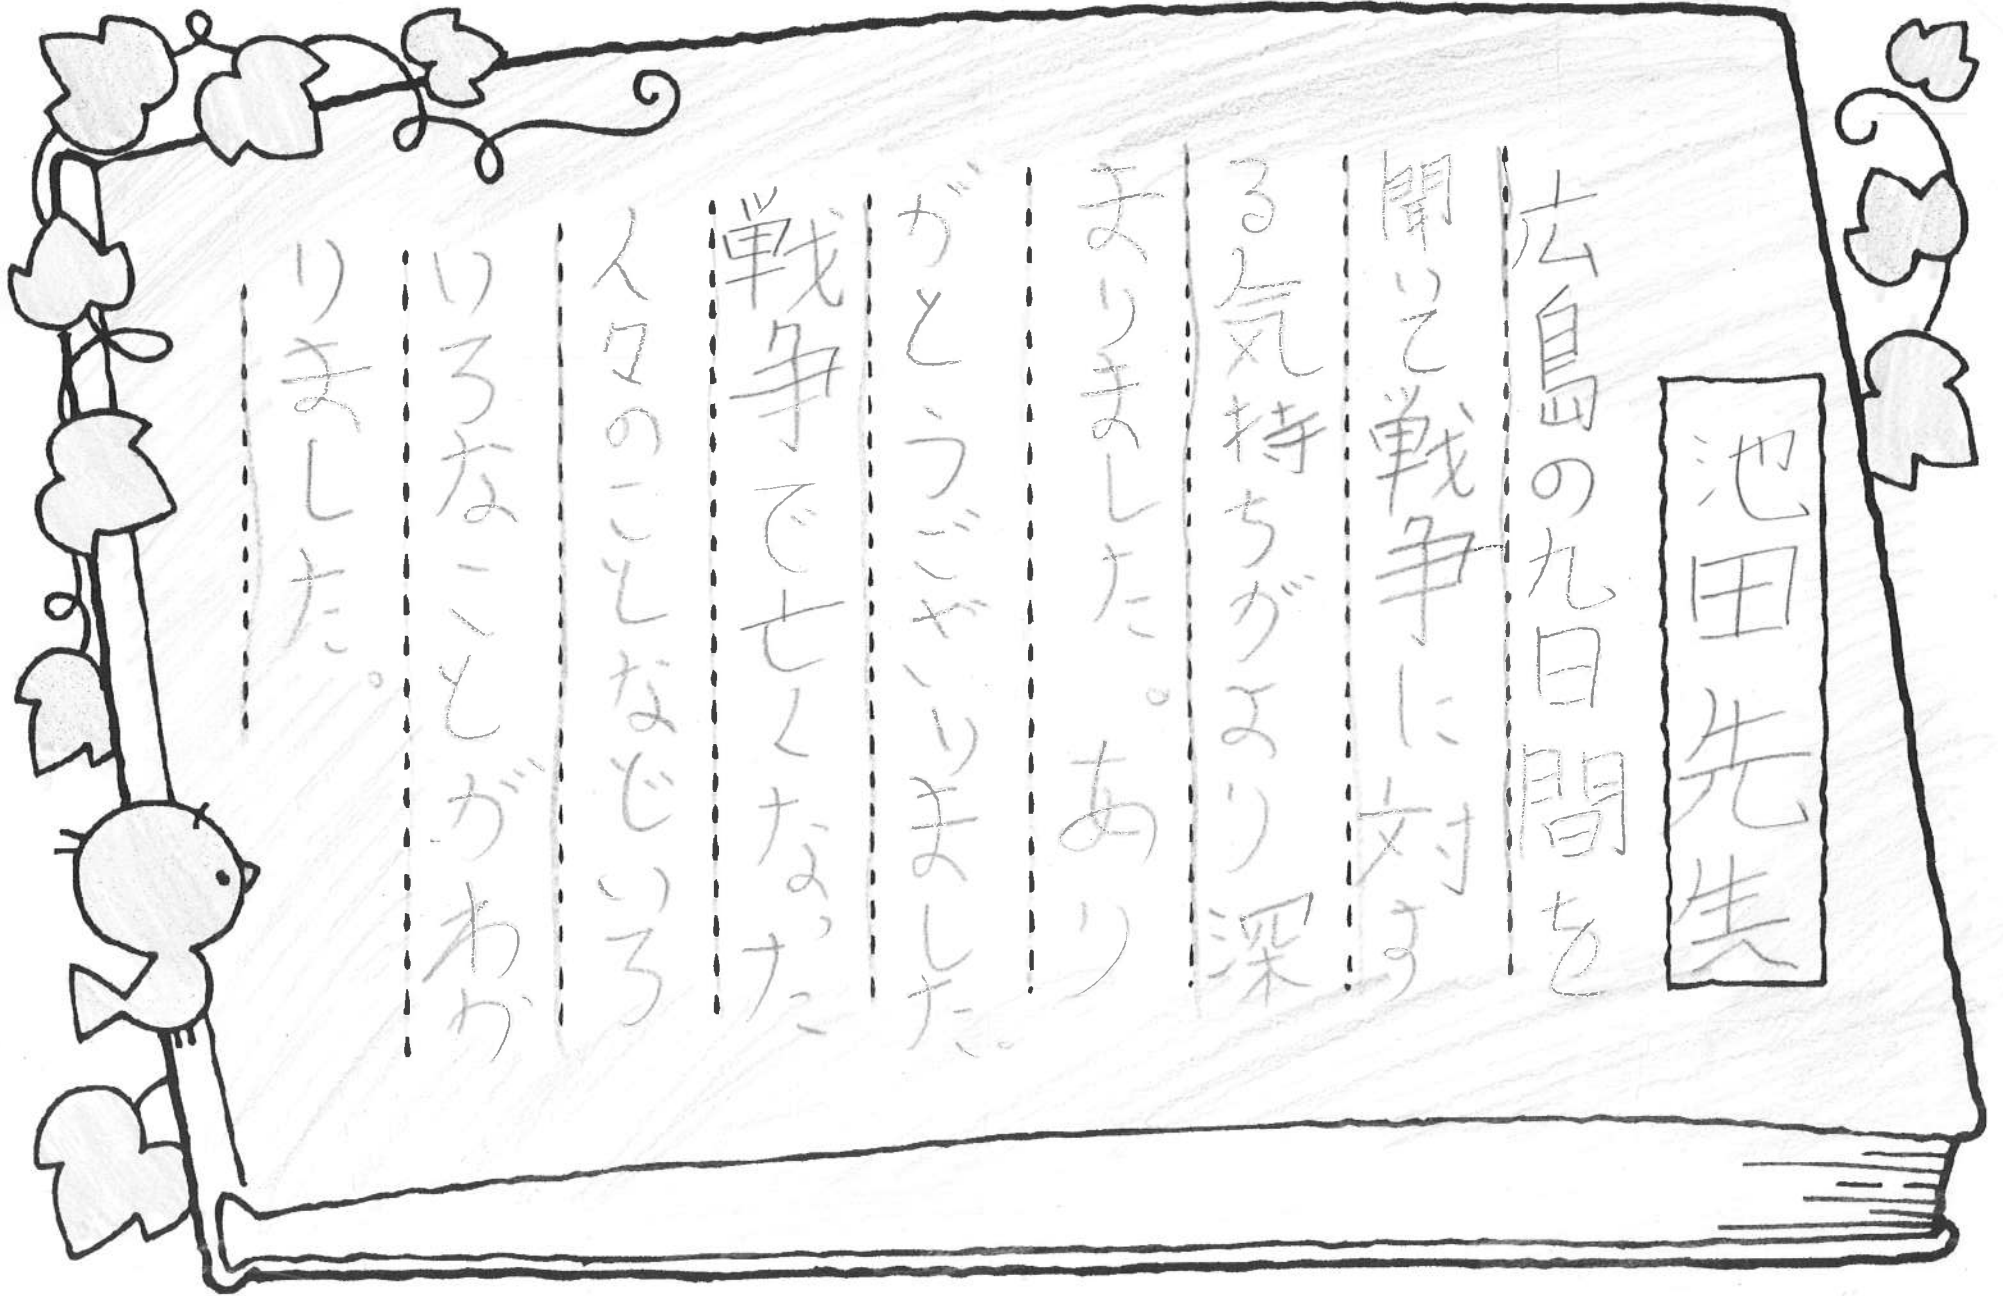 池田先生
広島の九日間を
聞いて戦争に対す
る気持ちがより深
まりました。あり
がとうございました。
戦争で亡くなった
人々のことなどいろ
いろなことがわか
りました。